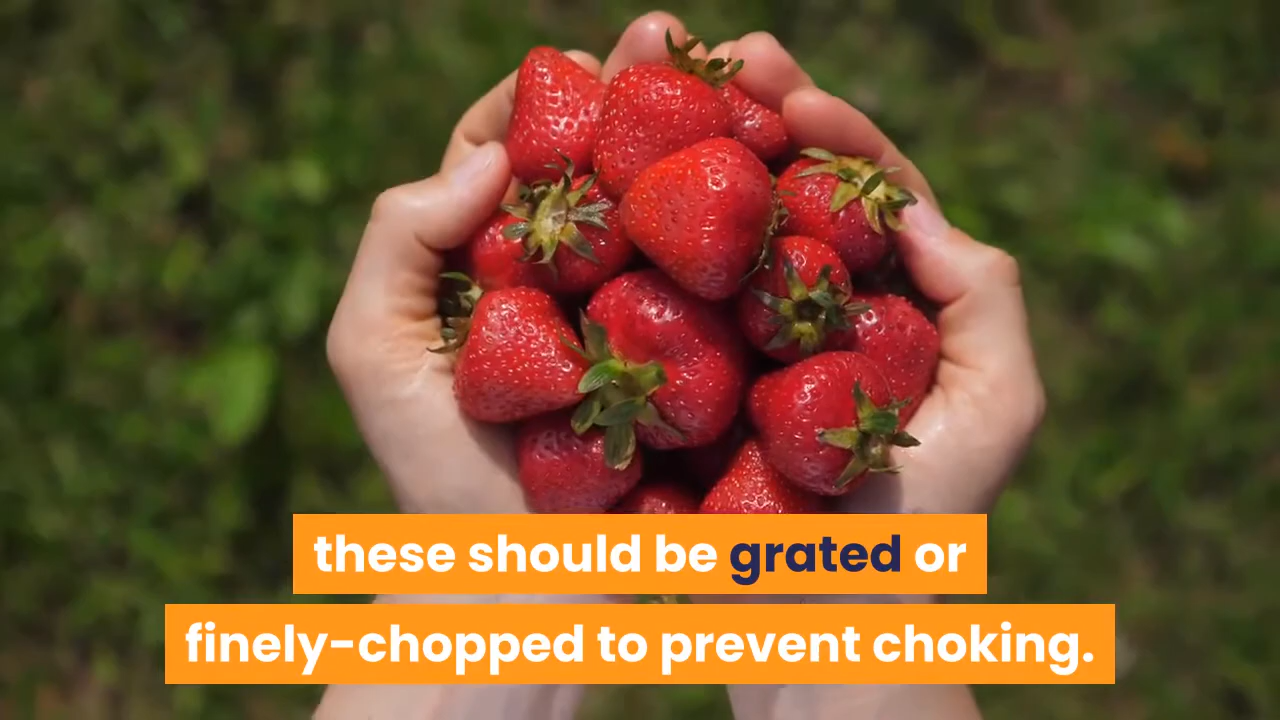 these should be grated or
finely-chopped to prevent choking.